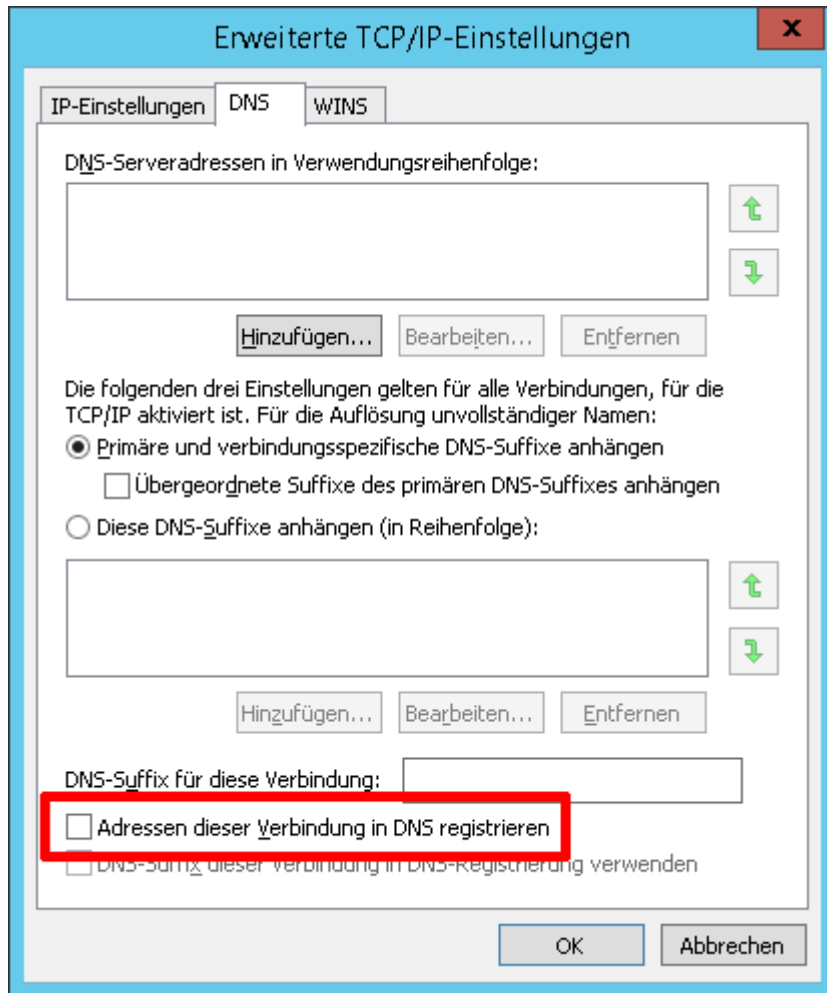 Erweiterte TCP/IP-Einstellungen
x
IP-Einstellungen DNS WINS
DNS-Serveradressen in Verwendungsreihenfolge:
Hinzufügen... Bearbeiten... Entfernen
Die folgenden drei Einstellungen gelten für alle Verbindungen, für die
TCP/IP aktiviert ist. Für die Auflösung unvollständiger Namen:
Primäre und verbindungsspezifische DNS-Suffixe anhängen
Übergeordnete Suffixe des primären DNS-Suffixes anhängen
Diese DNS-Suffixe anhängen (in Reihenfolge):
Hinzufügen... Bearbeiten... Entfernen
DNS-Suffix für diese Verbindung:
Adressen dieser Verbindung in DNS registrieren
DNS-Suffix dieser Verbindung in DNS-Registrierung verwenden
OK Abbrechen